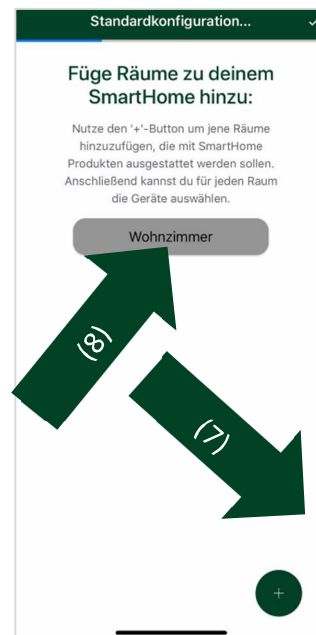 Standardkonfiguration...
Füge Räume zu deinem
SmartHome hinzu:
Nutze den '+'-Button um jene Räume
hinzuzufügen, die mit SmartHome
Produkten ausgestattet werden sollen.
Anschließend kannst du für jeden Raum
die Geräte auswählen.
Wohnzimmer
(8)
(7)
+